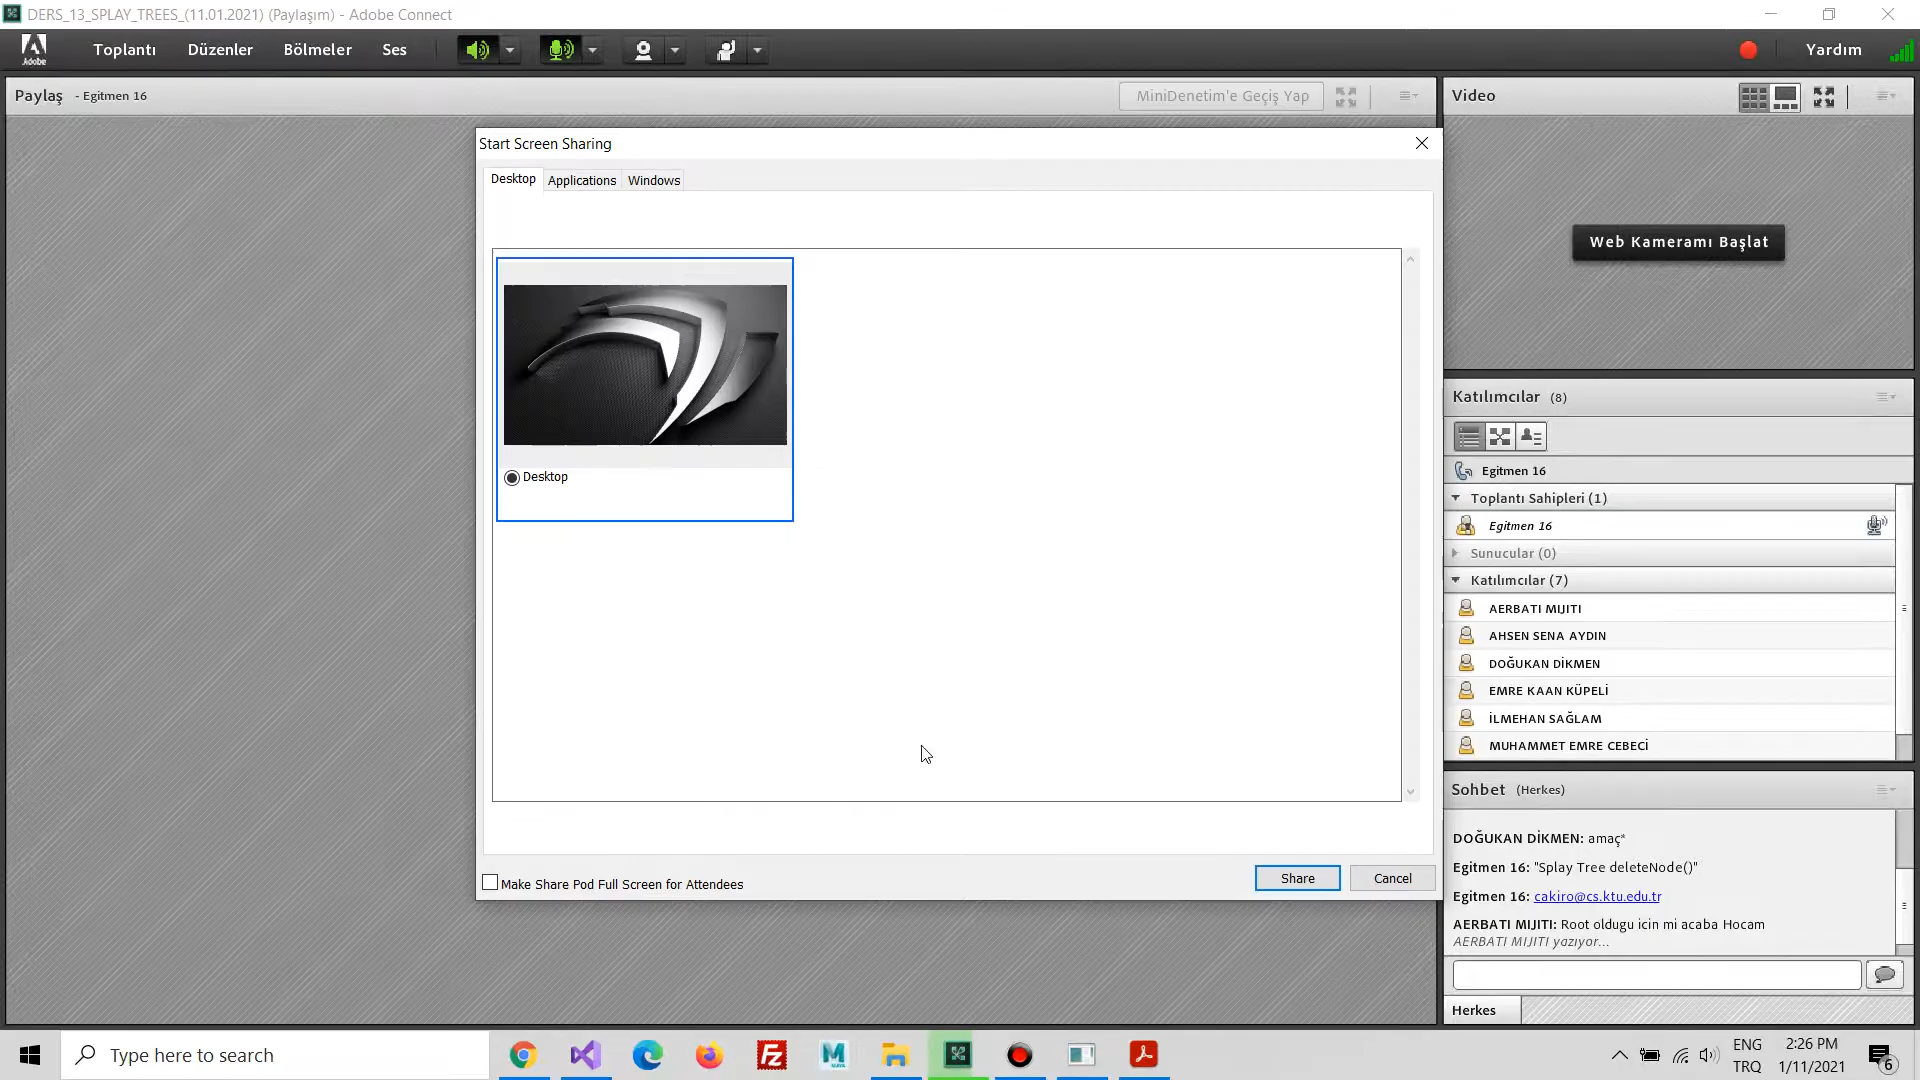 DERS_13_SPLAY_TREES_(11.01.2021) (Paylaşım) - Adobe Connect
Adobe
Toplantı
Düzenler
Bölmeler
Ses
Yardım
Paylaş - Egitmen 16
MiniDenetim'e Geçiş Yap
Video
Start Screen Sharing
Desktop
Applications
Windows
Desktop
Make Share Pod Full Screen for Attendees
Share
Cancel
Web Kameramı Başlat
Katılımcılar (8)
Egitmen 16
Toplantı Sahipleri (1)
Egitmen 16
Sunucular (0)
Katılımcılar (7)
AERBATI MIJITI
AHSEN SENA AYDIN
DOĞUKAN DİKMEN
EMRE KAAN KÜPELİ
İLMEHAN SAĞLAM
MUHAMMET EMRE CEBECİ
Sohbet (Herkes)
DOĞUKAN DİKMEN: amaç*
Egitmen 16: "Splay Tree deleteNode()"
Egitmen 16: cakiro@cs.ktu.edu.tr
AERBATI MIJITI: Root oldugu icin mi acaba Hocam
AERBATI MIJITI yazıyor...
Herkes
Type here to search
ENG
TRQ
2:26 PM
1/11/2021
6